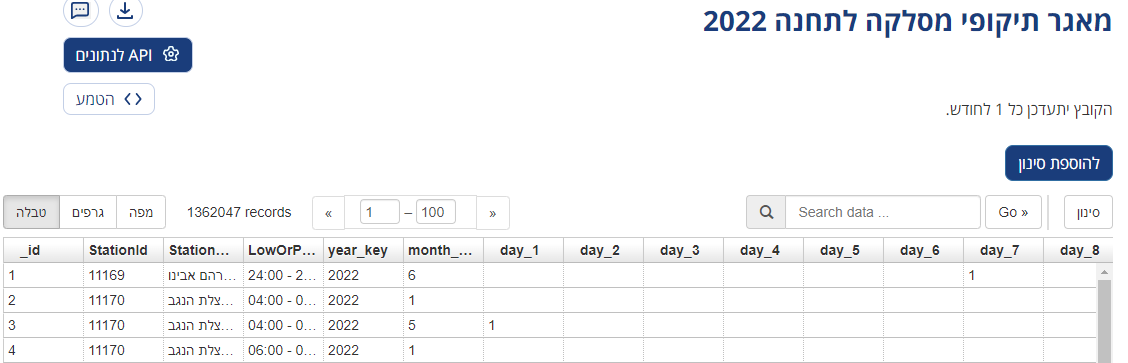 מאגר תיקופי מסלקה לתחנה 2022
API לנתונים
הטמע
הקובץ יתעדכן כל 1 לחודש.
להוספת סינון
טבלה גרפים מפה 1362047 records « 1 – 100 » Search data ... Go » סינון
_id StationId Station... LowOrP... year_key month_... day_1 day_2 day_3 day_4 day_5 day_6 day_7 day_8
1 11169 רהם אבינו... 24:00 - 2... 2022 6 1
2 11170 צלת הנגב... 04:00 - 0... 2022 1
3 11170 צלת הנגב... 04:00 - 0... 2022 5 1
4 11170 צלת הנגב... 06:00 - 0... 2022 1